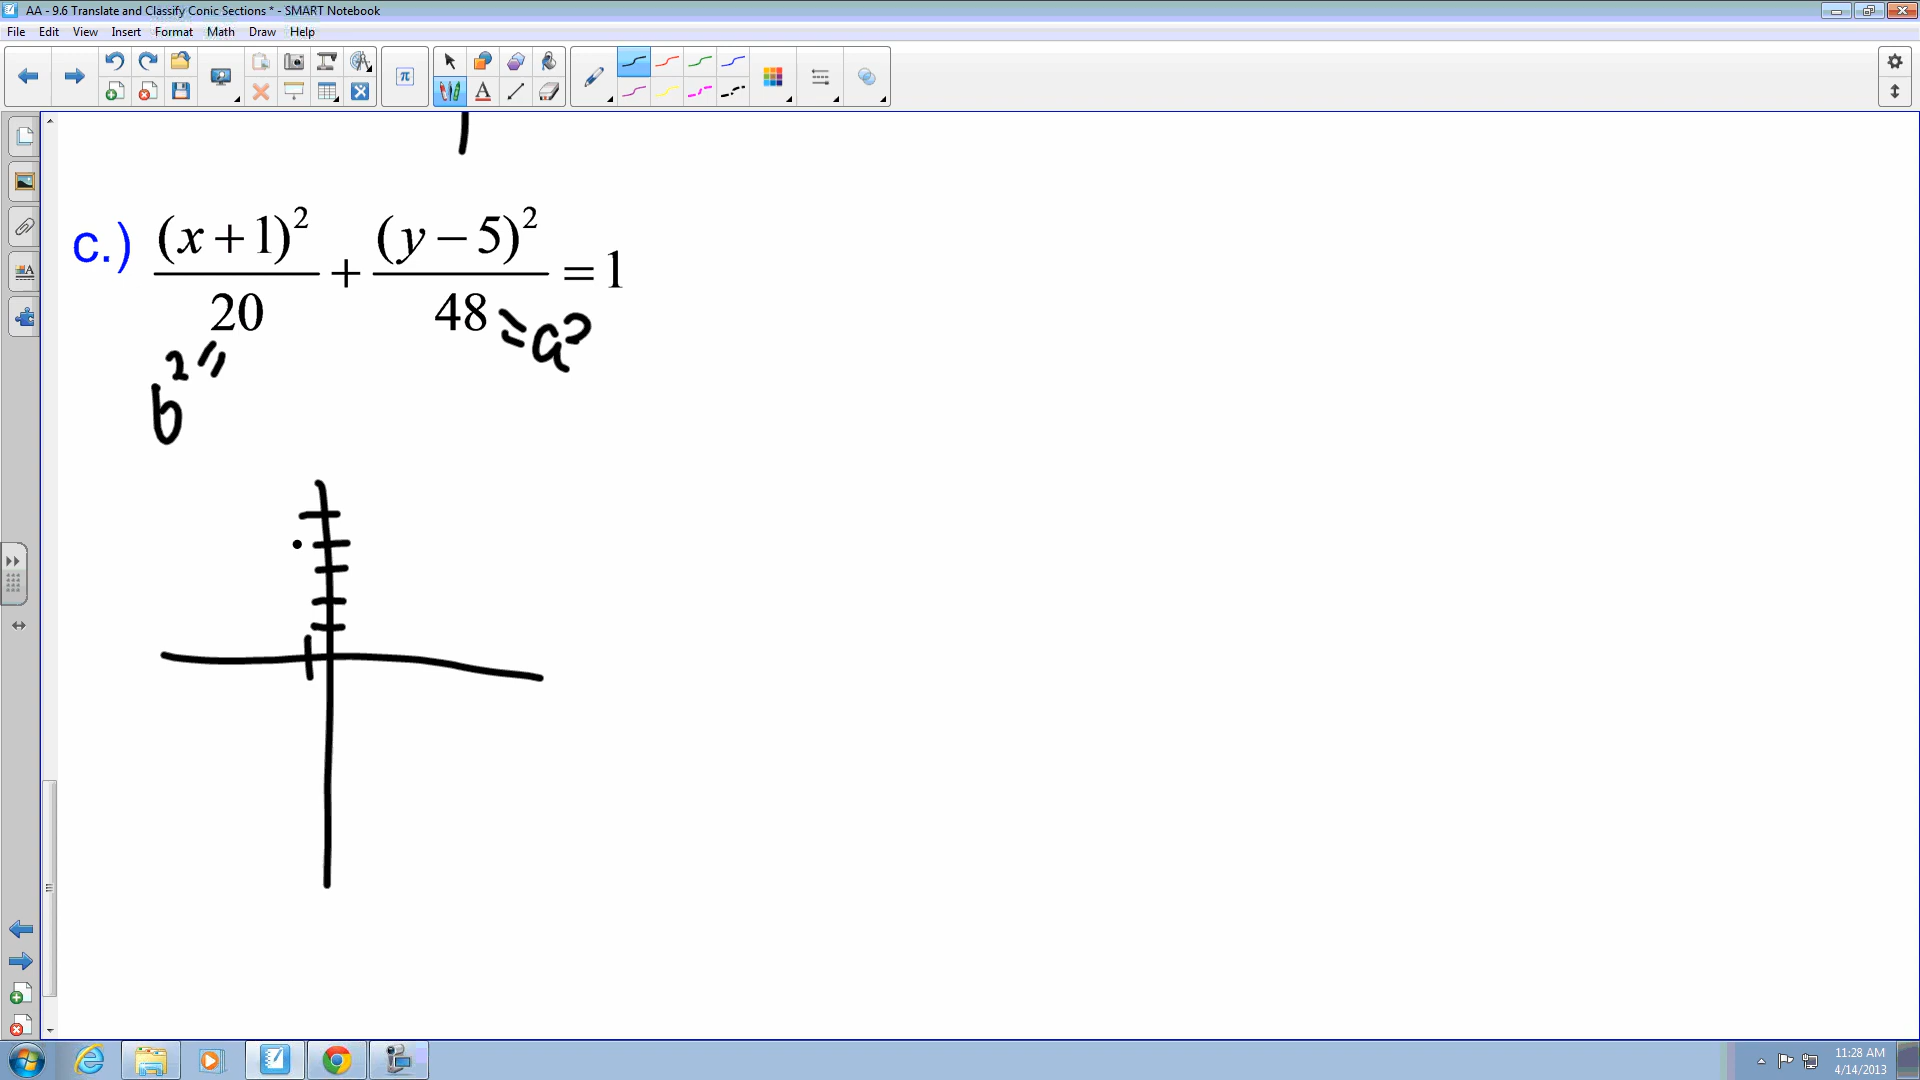 AA - 9.6 Translate and Classify Conic Sections * - SMART Notebook
File Edit View Insert Format Math Draw Help
π
A
c.) (x + 1)² / 20 + (y − 5)² / 48 = 1
= a²
b² =
11:28 AM
4/14/2013